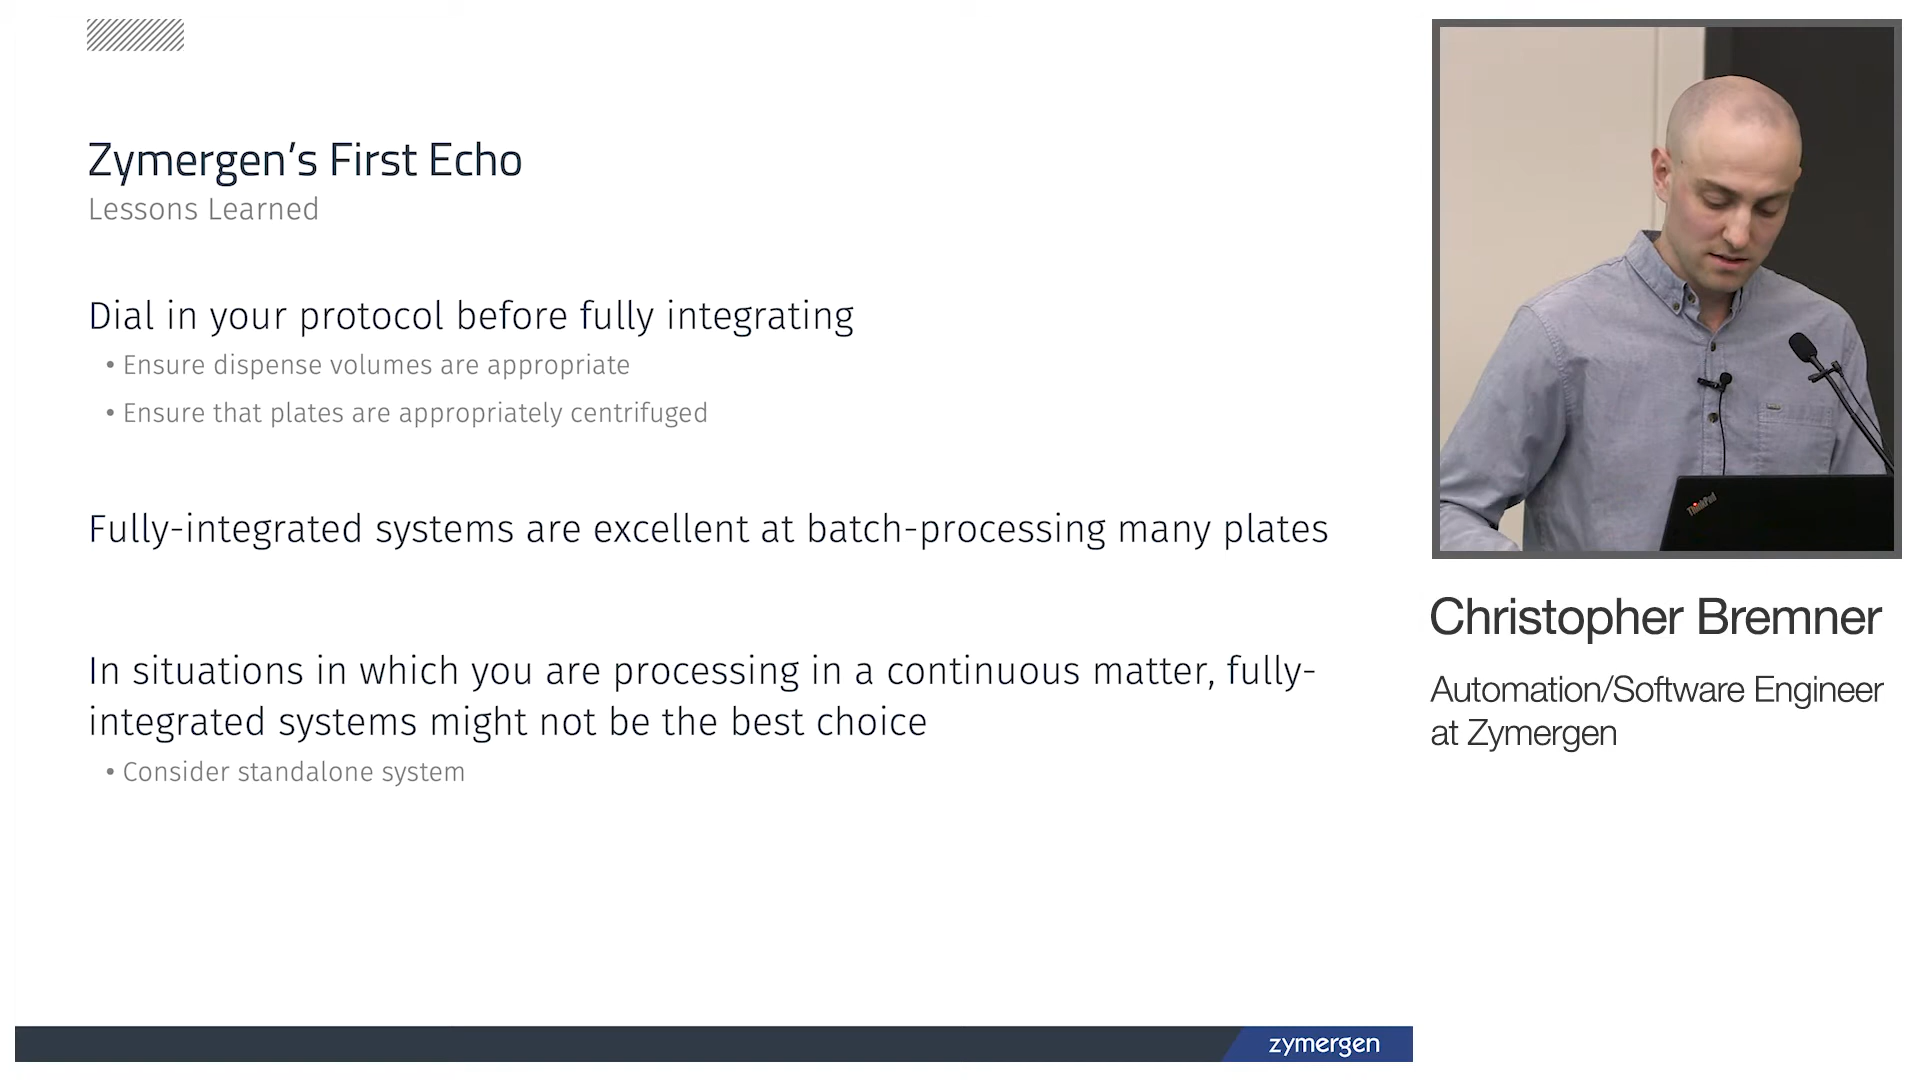 Zymergen's First Echo
Lessons Learned
Dial in your protocol before fully integrating
• Ensure dispense volumes are appropriate
• Ensure that plates are appropriately centrifuged
Fully-integrated systems are excellent at batch-processing many plates
In situations in which you are processing in a continuous matter, fully-
integrated systems might not be the best choice
• Consider standalone system
zymergen
ThinkPad
Christopher Bremner
Automation/Software Engineer
at Zymergen